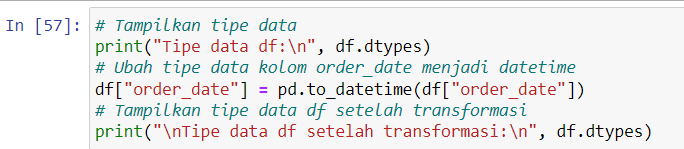 In [57]: # Tampilkan tipe data
print("Tipe data df:\n", df.dtypes)
# Ubah tipe data kolom order_date menjadi datetime
df["order_date"] = pd.to_datetime(df["order_date"])
# Tampilkan tipe data df setelah transformasi
print("\nTipe data df setelah transformasi:\n", df.dtypes)